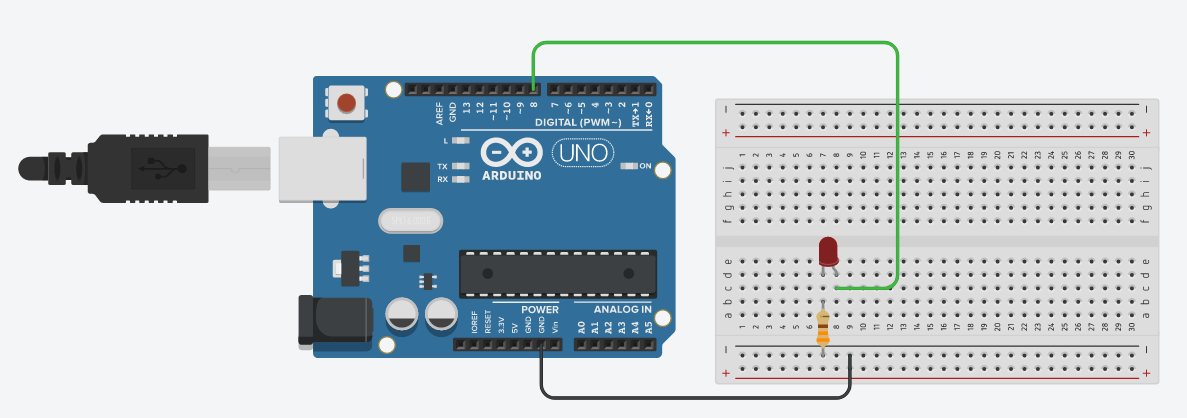 AREF
GND
13
12
~11
~10
~9
8
7
~6
~5
4
~3
2
TX→1
RX←0
DIGITAL (PWM~)
L
TX
RX
UNO
ARDUINO
ON
IOREF
RESET
3.3V
5V
GND
GND
Vin
POWER
ANALOG IN
A0
A1
A2
A3
A4
A5
− −
+ +
1 2 3 4 5 6 7 8 9 10 11 12 13 14 15 16 17 18 19 20 21 22 23 24 25 26 27 28 29 30
j j
i i
h h
g g
f f
e e
d d
c c
b b
a a
1 2 3 4 5 6 7 8 9 10 11 12 13 14 15 16 17 18 19 20 21 22 23 24 25 26 27 28 29 30
− −
+ +